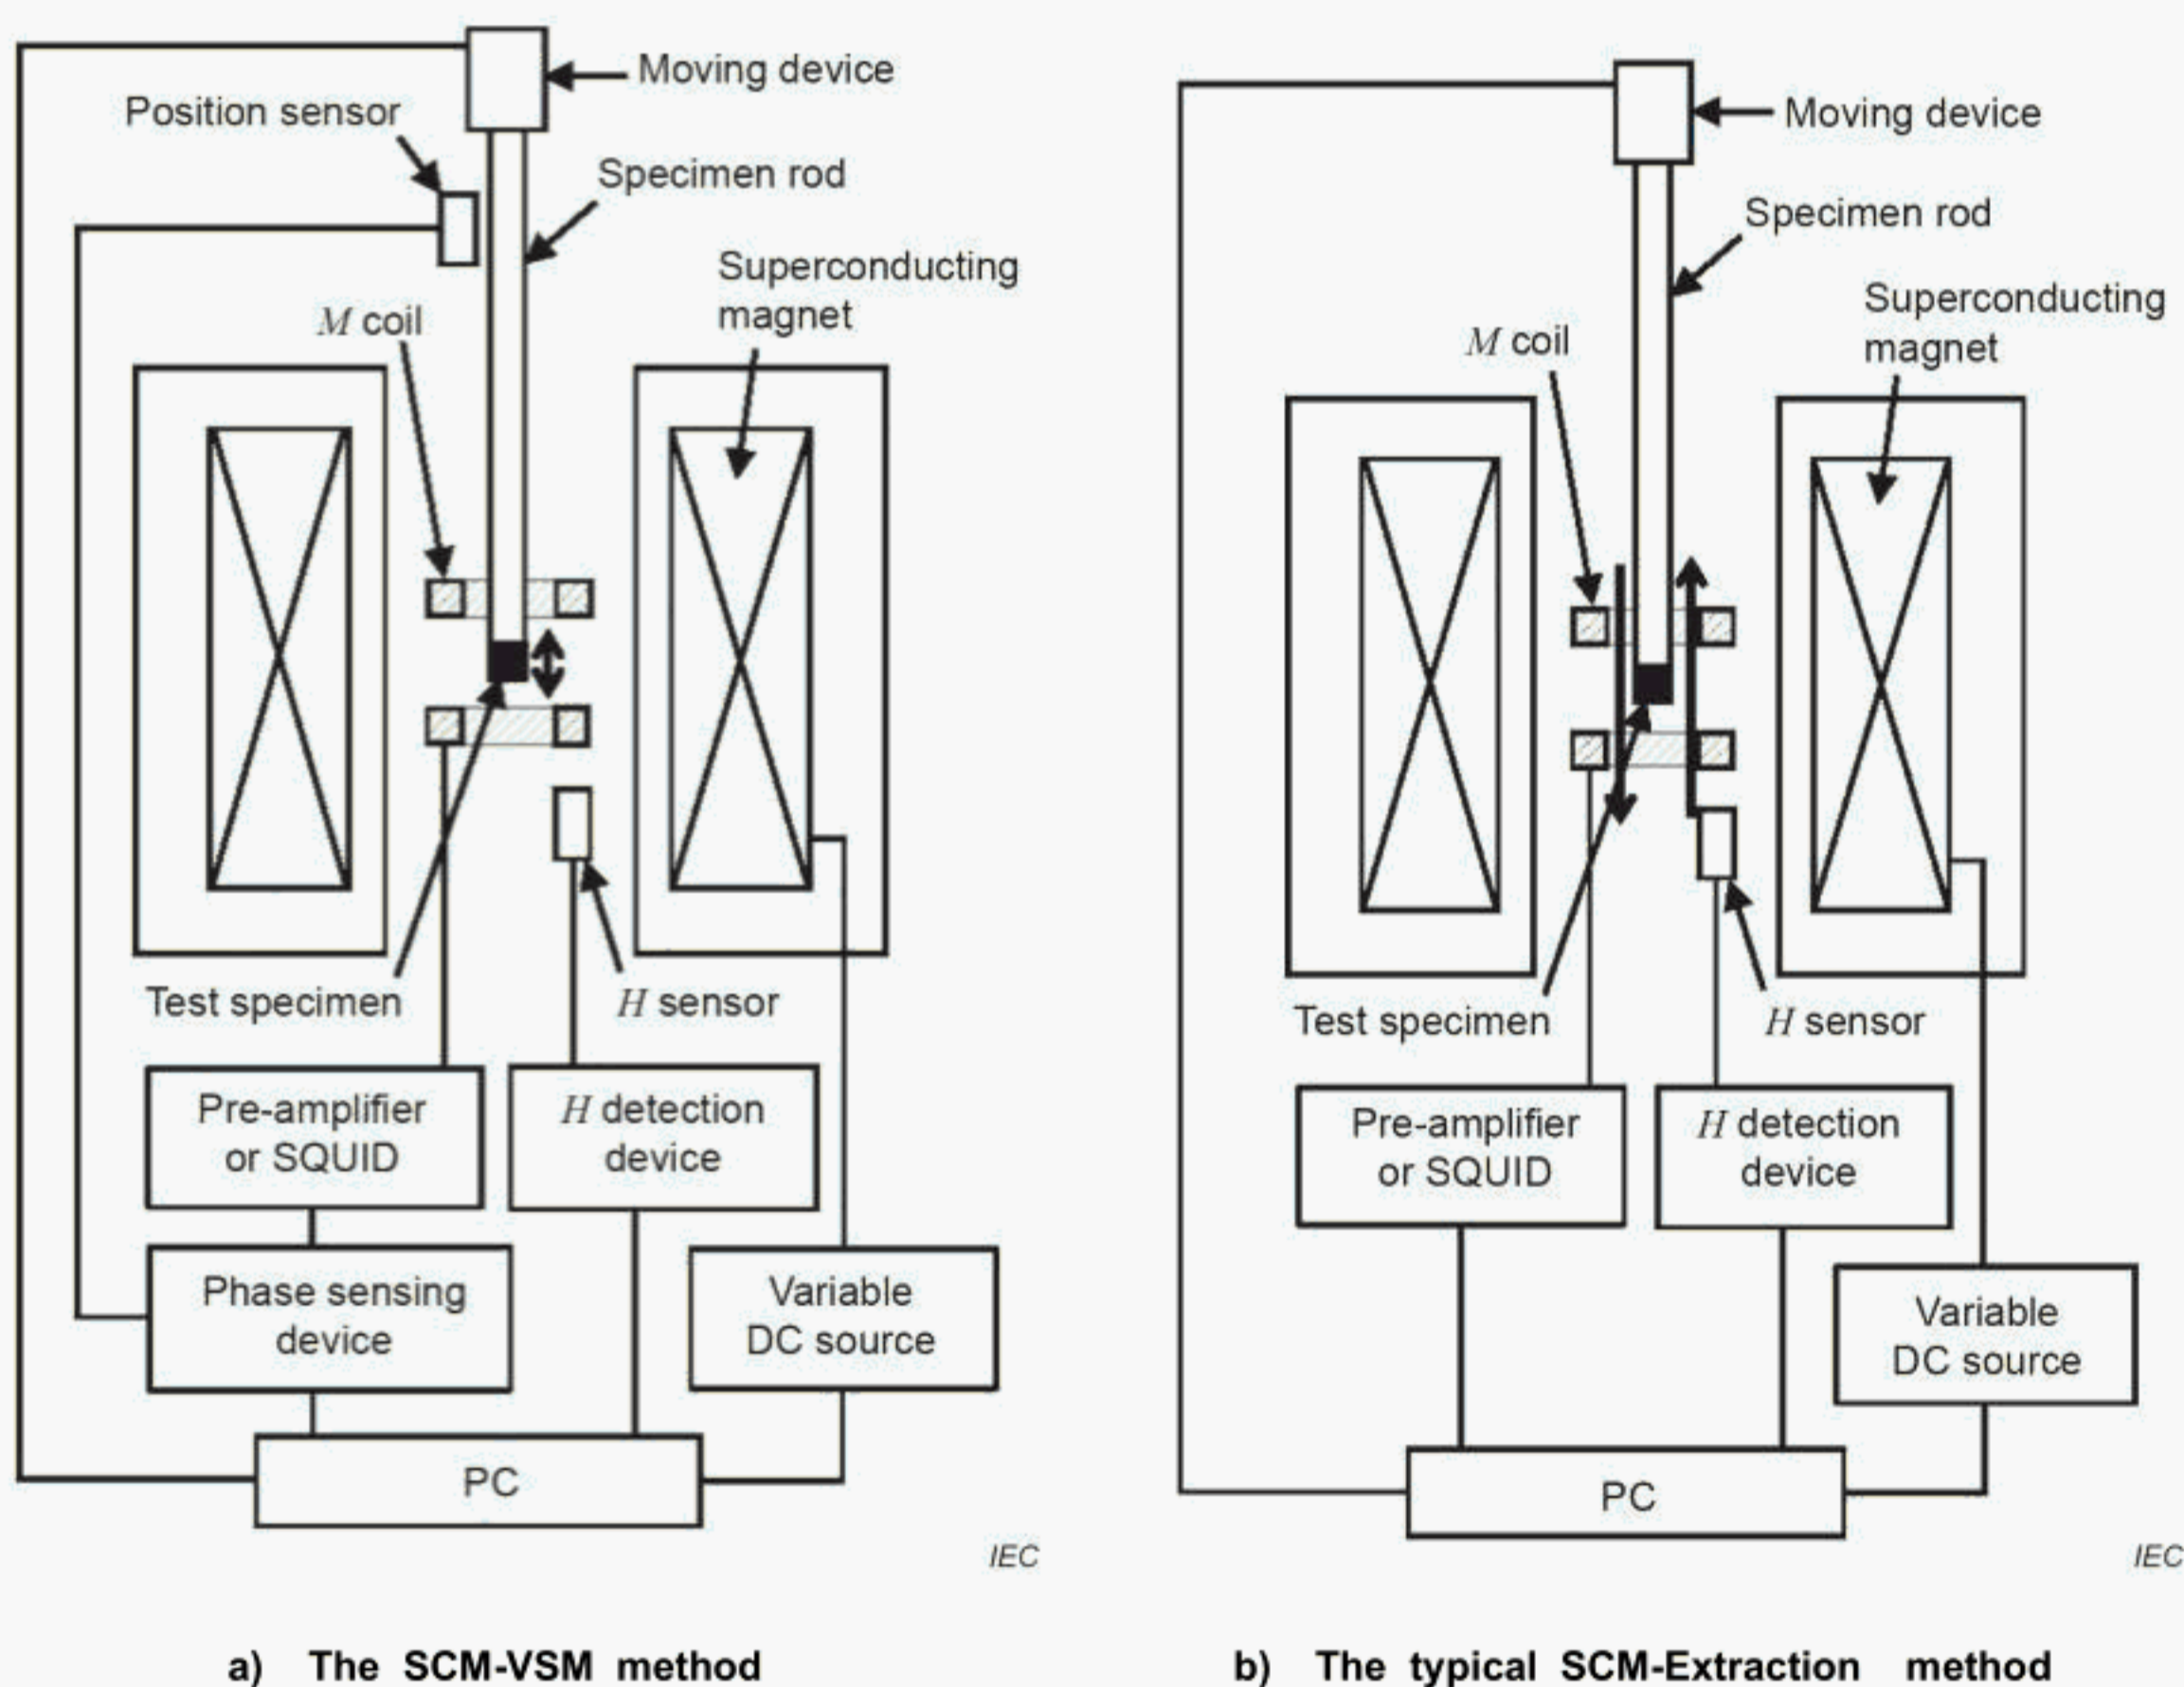 Moving device
Position sensor
Specimen rod
Superconducting
magnet
M coil
Test specimen
H sensor
Pre-amplifier
or SQUID
H detection
device
Phase sensing
device
Variable
DC source
PC
IEC
a) The SCM-VSM method
Moving device
Specimen rod
Superconducting
magnet
M coil
Test specimen
H sensor
Pre-amplifier
or SQUID
H detection
device
Variable
DC source
PC
IEC
b) The typical SCM-Extraction method